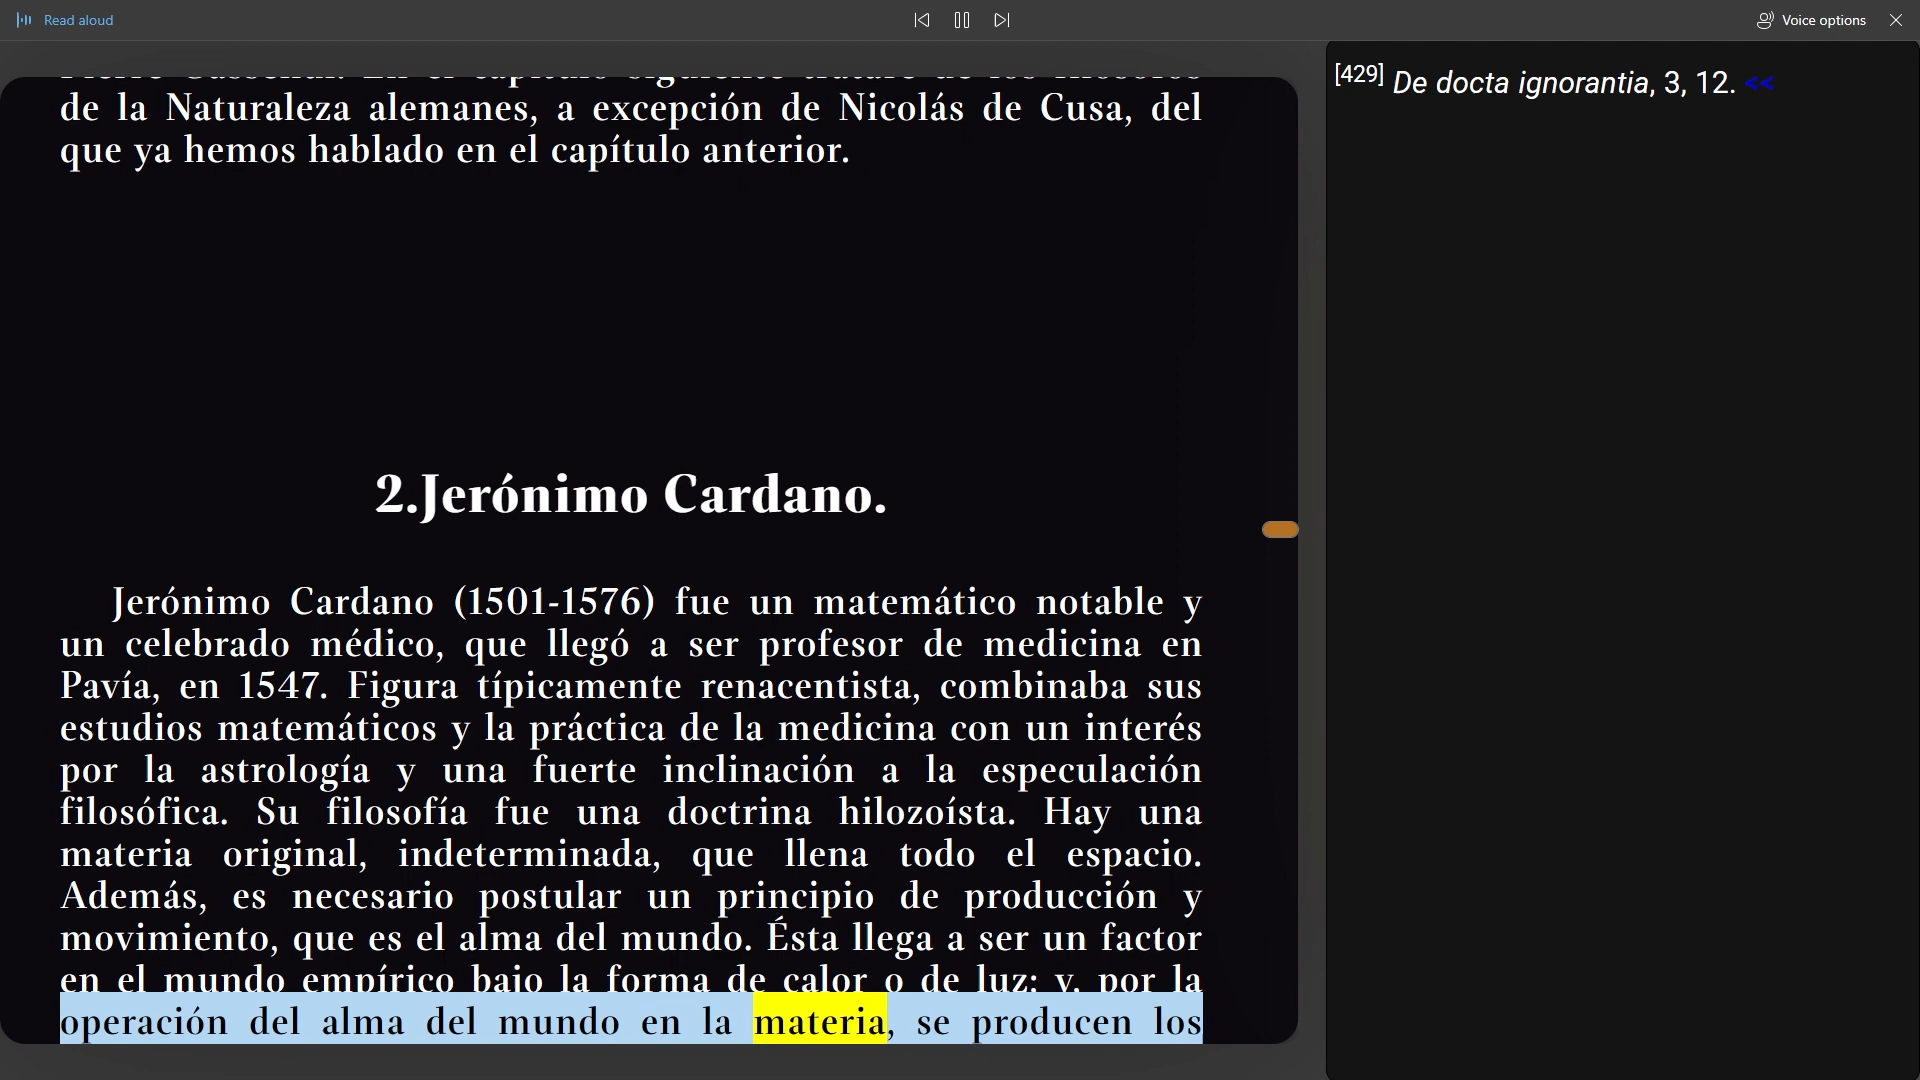 Read aloud
Voice options
de la Naturaleza alemanes, a excepción de Nicolás de Cusa, del
que ya hemos hablado en el capítulo anterior.
2.Jerónimo Cardano.
Jerónimo Cardano (1501-1576) fue un matemático notable y
un celebrado médico, que llegó a ser profesor de medicina en
Pavía, en 1547. Figura típicamente renacentista, combinaba sus
estudios matemáticos y la práctica de la medicina con un interés
por la astrología y una fuerte inclinación a la especulación
filosófica. Su filosofía fue una doctrina hilozoísta. Hay una
materia original, indeterminada, que llena todo el espacio.
Además, es necesario postular un principio de producción y
movimiento, que es el alma del mundo. Ésta llega a ser un factor
en el mundo empírico bajo la forma de calor o de luz; y, por la
operación del alma del mundo en la materia, se producen los
[429] De docta ignorantia, 3, 12. <<